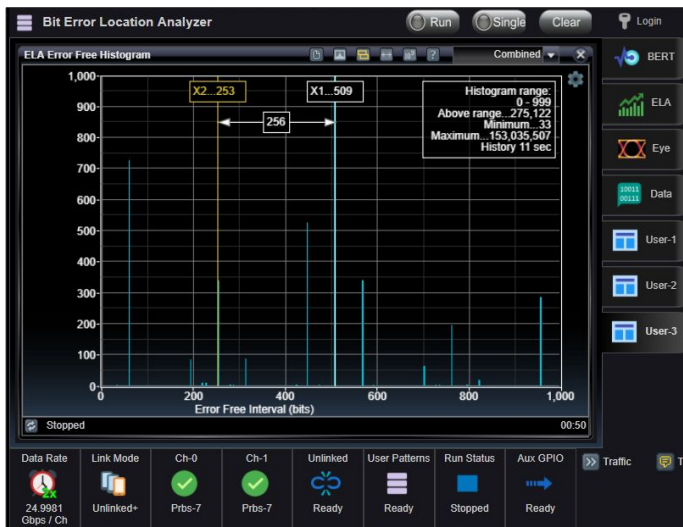 Bit Error Location Analyzer
Run
Single
Clear
Login
ELA Error Free Histogram
Combined
BERT
ELA
Eye
10011
00111
Data
User-1
User-2
User-3
1,000
900
800
700
600
500
400
300
200
100
0
X2...253
X1...509
256
Histogram range:
0 - 999
Above range...275,122
Minimum...33
Maximum...153,035,507
History 11 sec
0
200
400
600
800
1,000
Error Free Interval (bits)
Stopped
00:50
Data Rate
2x
24.9981
Gbps / Ch
Link Mode
Unlinked+
Ch-0
Prbs-7
Ch-1
Prbs-7
Unlinked
Ready
User Patterns
Ready
Run Status
Stopped
Aux GPIO
Ready
Traffic
T